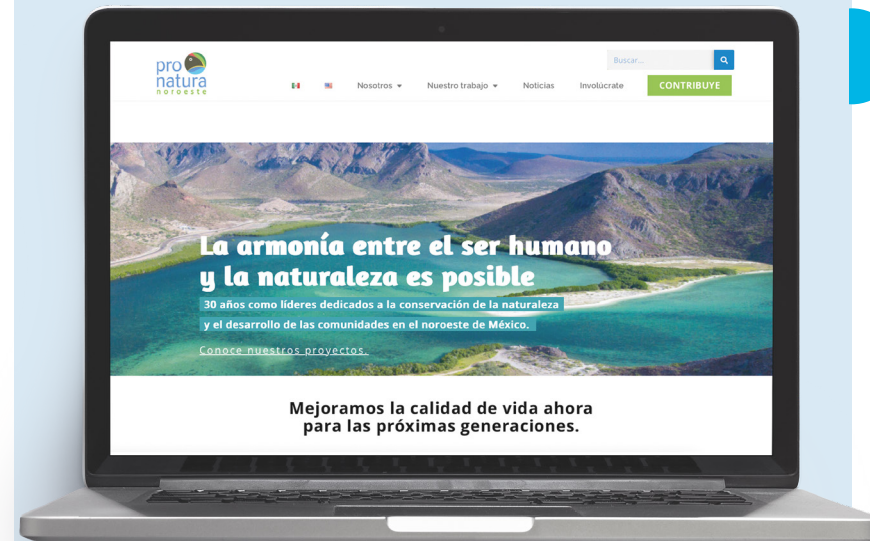 pro
natura
noroeste
Buscar...
Nosotros
Nuestro trabajo
Noticias
Involúcrate
CONTRIBUYE
La armonía entre el ser humano
y la naturaleza es posible
30 años como líderes dedicados a la conservación de la naturaleza
y el desarrollo de las comunidades en el noroeste de México.
Conoce nuestros proyectos.
Mejoramos la calidad de vida ahora
para las próximas generaciones.